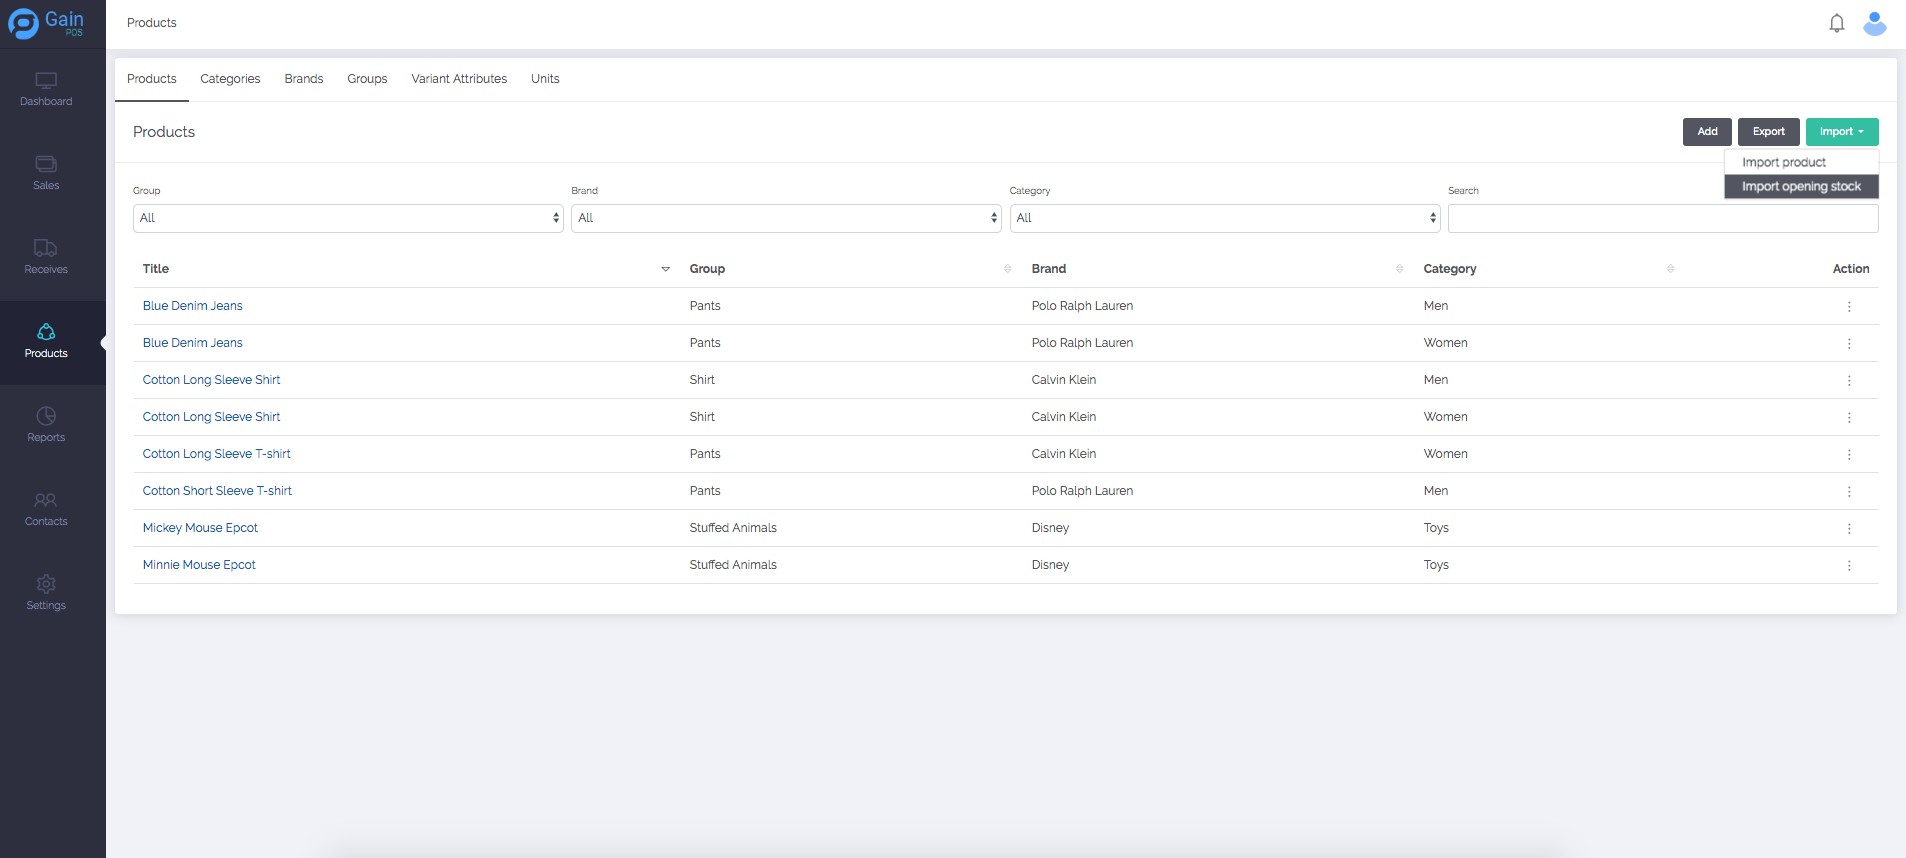 Gain
POS
Products
Dashboard
Sales
Receives
Products
Reports
Contacts
Settings
Products Categories Brands Groups Variant Attributes Units
Products
Add Export Import
Import product
Import opening stock
Group Brand Category Search
All All All
Title Group Brand Category Action
Blue Denim Jeans Pants Polo Ralph Lauren Men
Blue Denim Jeans Pants Polo Ralph Lauren Women
Cotton Long Sleeve Shirt Shirt Calvin Klein Men
Cotton Long Sleeve Shirt Shirt Calvin Klein Women
Cotton Long Sleeve T-shirt Pants Calvin Klein Women
Cotton Short Sleeve T-shirt Pants Polo Ralph Lauren Men
Mickey Mouse Epcot Stuffed Animals Disney Toys
Minnie Mouse Epcot Stuffed Animals Disney Toys